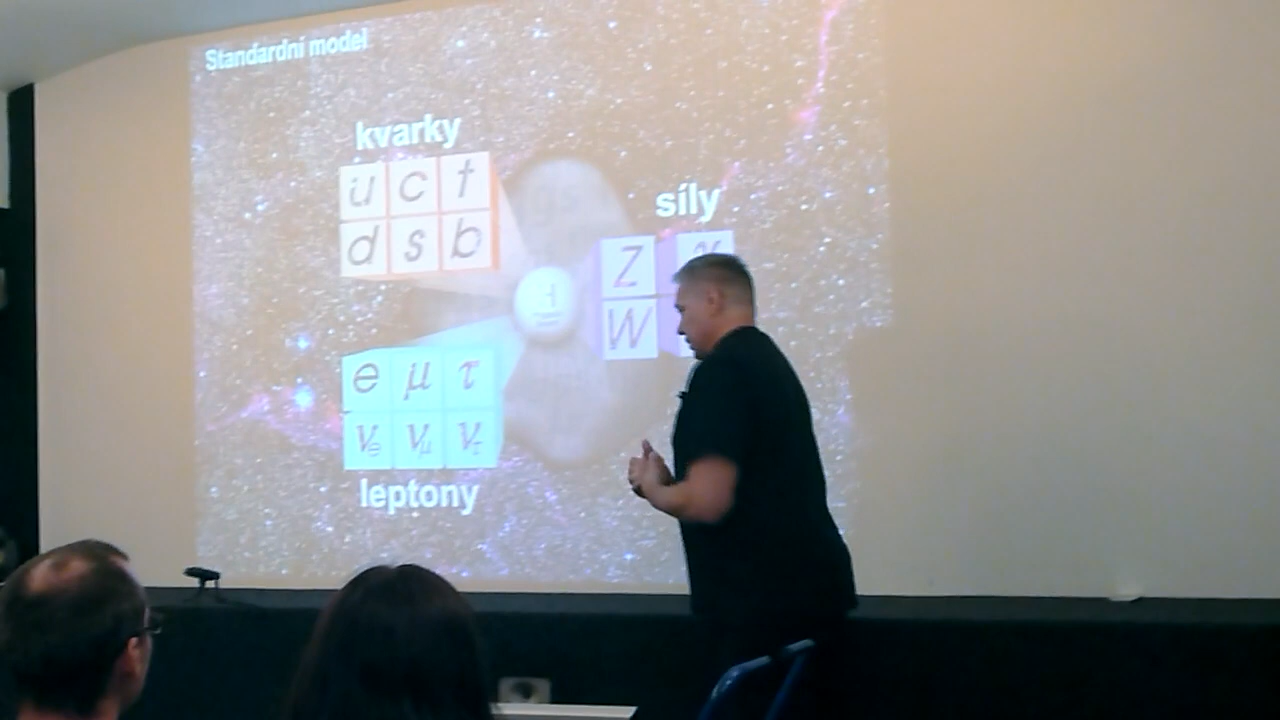 Standardní model
kvarky
u c t
d s b
síly
Z γ
W
H
e μ τ
νe νμ ντ
leptony